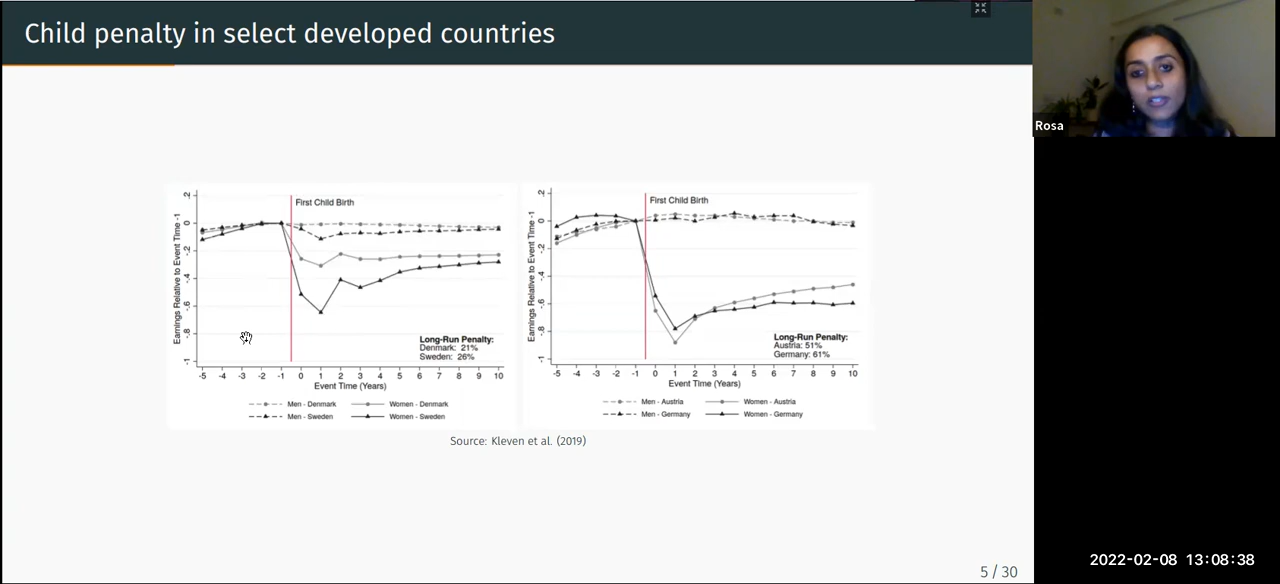 Child penalty in select developed countries
Rosa
.2
0
-.2
-.4
-.6
-.8
-1
Earnings Relative to Event Time -1
First Child Birth
Long-Run Penalty:
Denmark: 21%
Sweden: 26%
-5 -4 -3 -2 -1 0 1 2 3 4 5 6 7 8 9 10
Event Time (Years)
Men - Denmark Women - Denmark
Men - Sweden Women - Sweden
.2
0
-.2
-.4
-.6
-.8
-1
Earnings Relative to Event Time -1
First Child Birth
Long-Run Penalty:
Austria: 51%
Germany: 61%
-5 -4 -3 -2 -1 0 1 2 3 4 5 6 7 8 9 10
Event Time (Years)
Men - Austria Women - Austria
Men - Germany Women - Germany
Source: Kleven et al. (2019)
5 / 30
2022-02-08 13:08:38